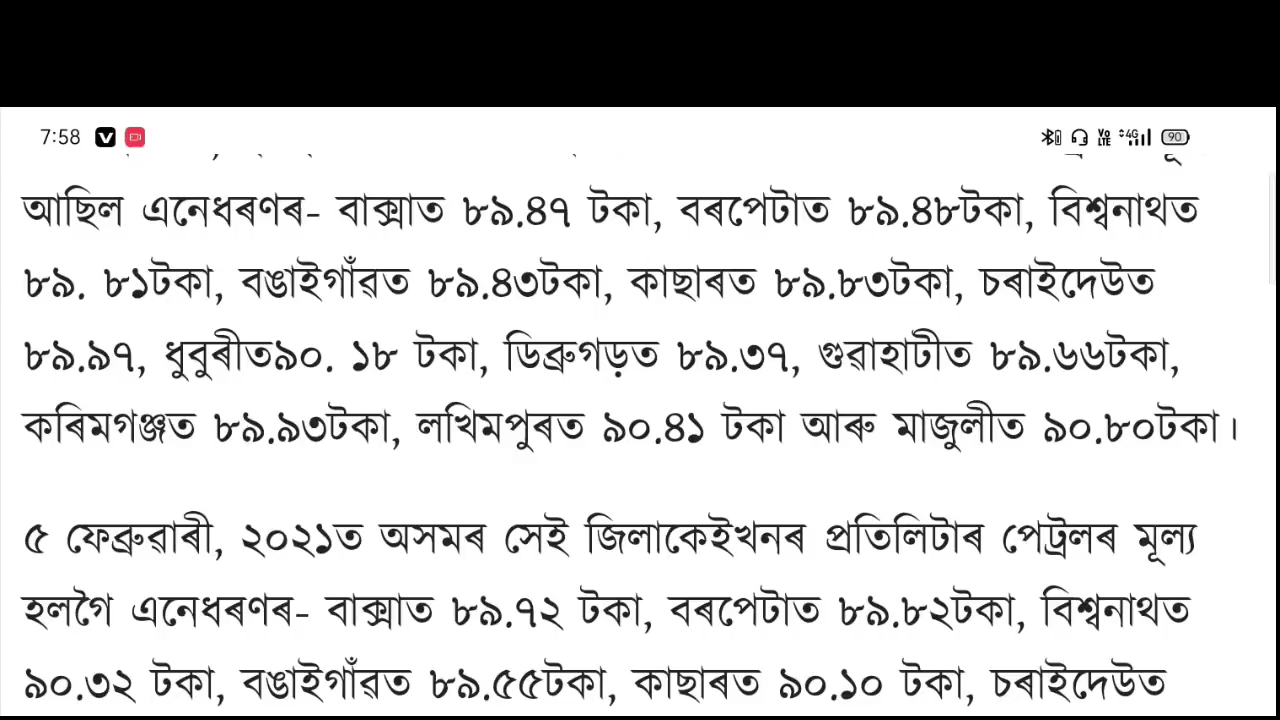 7:58
VoLTE 4G 90
আছিল এনেধৰণৰ- বাক্সাত ৮৯.৪৭ টকা, বৰপেটাত ৮৯.৪৮টকা, বিশ্বনাথত
৮৯. ৮১টকা, বঙাইগাঁৱত ৮৯.৪৩টকা, কাছাৰত ৮৯.৮৩টকা, চৰাইদেউত
৮৯.৯৭, ধুবুৰীত৯০. ১৮ টকা, ডিব্ৰুগড়ত ৮৯.৩৭, গুৱাহাটীত ৮৯.৬৬টকা,
কৰিমগঞ্জত ৮৯.৯৩টকা, লখিমপুৰত ৯০.৪১ টকা আৰু মাজুলীত ৯০.৮০টকা।
৫ ফেব্ৰুৱাৰী, ২০২১ত অসমৰ সেই জিলাকেইখনৰ প্ৰতিলিটাৰ পেট্ৰলৰ মূল্য
হলগৈ এনেধৰণৰ- বাক্সাত ৮৯.৭২ টকা, বৰপেটাত ৮৯.৮২টকা, বিশ্বনাথত
৯০.৩২ টকা, বঙাইগাঁৱত ৮৯.৫৫টকা, কাছাৰত ৯০.১০ টকা, চৰাইদেউত